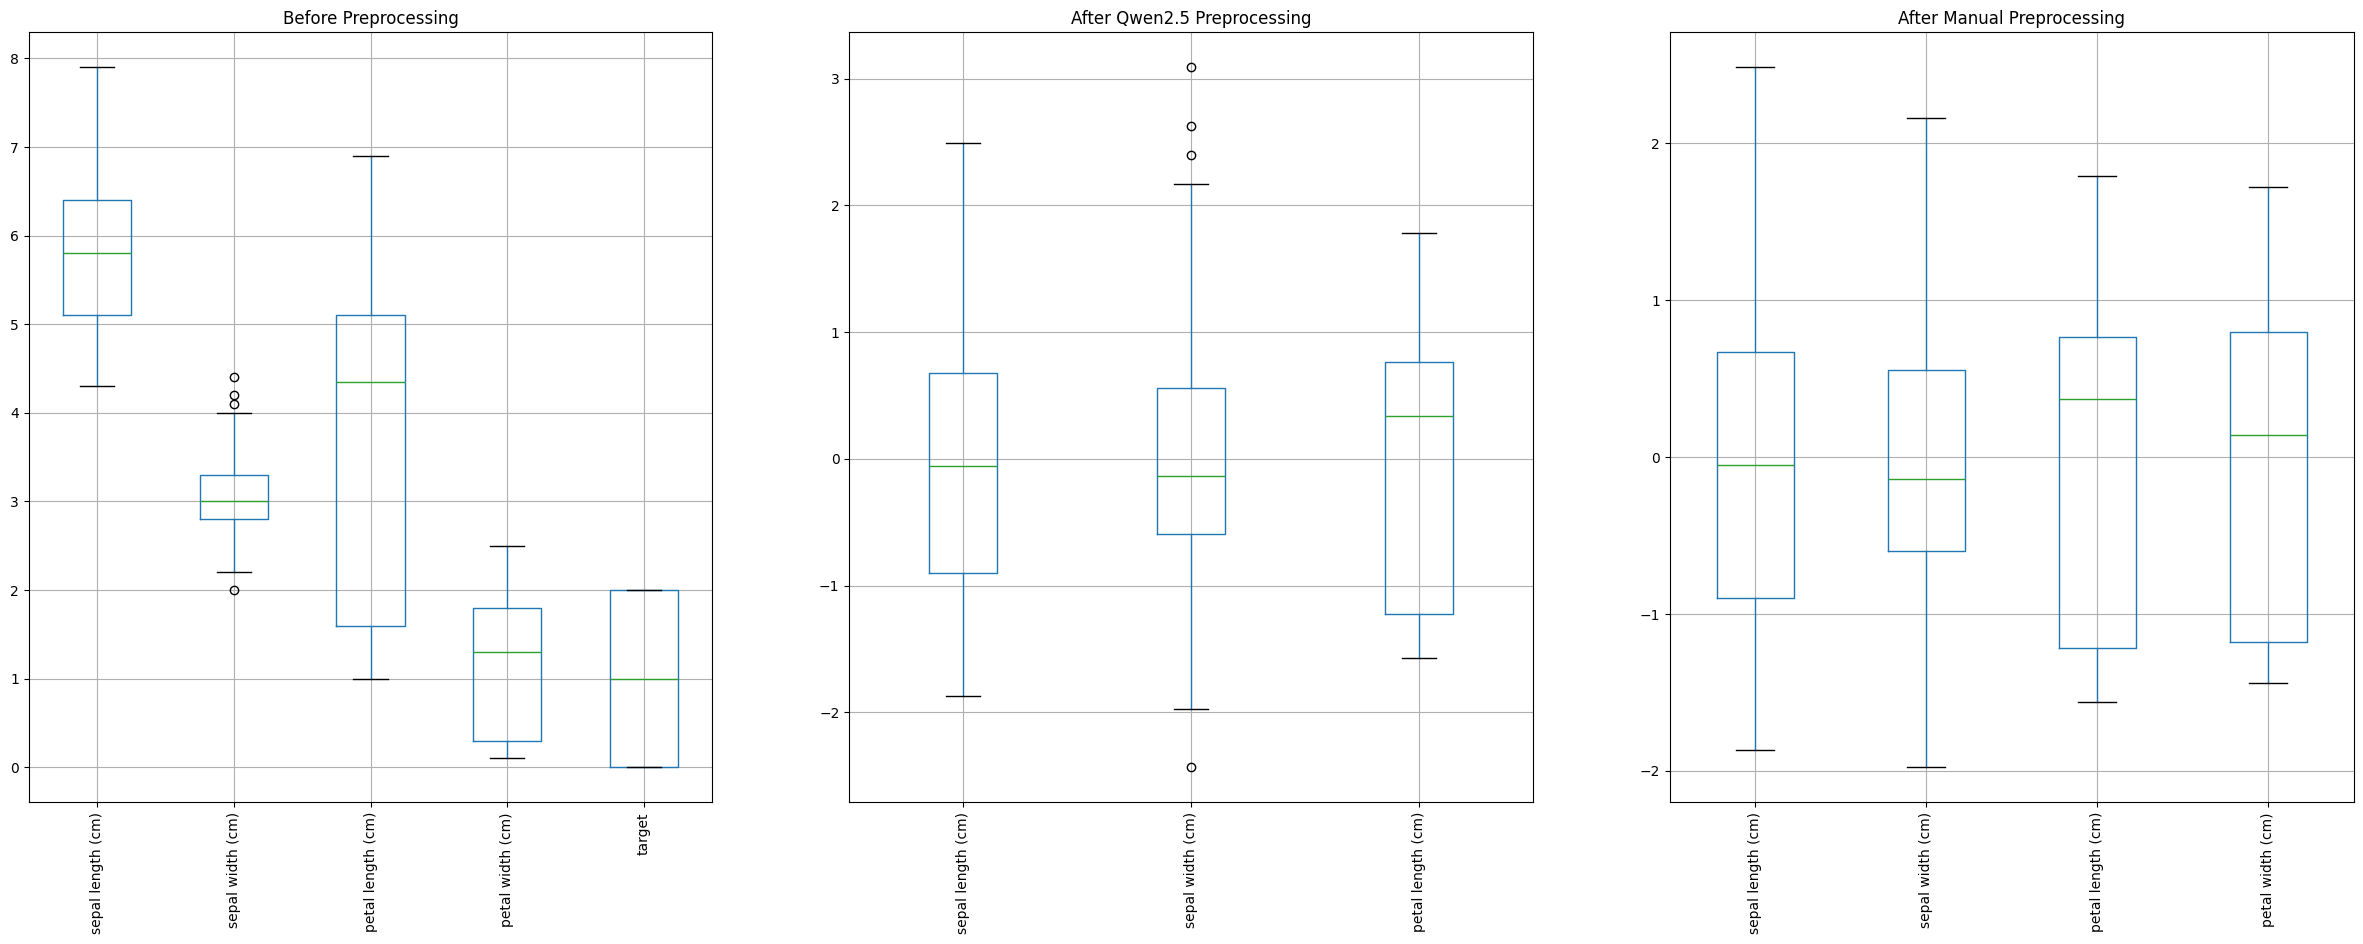 Before Preprocessing
8
7
6
5
4
3
2
1
0
sepal length (cm)
sepal width (cm)
petal length (cm)
petal width (cm)
target
After Qwen2.5 Preprocessing
3
2
1
0
−1
−2
sepal length (cm)
sepal width (cm)
petal length (cm)
After Manual Preprocessing
2
1
0
−1
−2
sepal length (cm)
sepal width (cm)
petal length (cm)
petal width (cm)